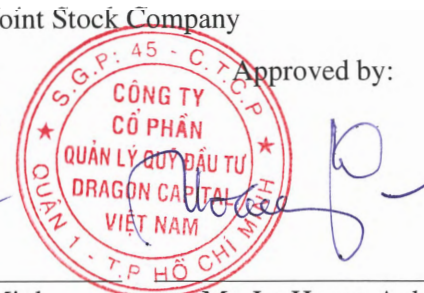 oint Stock Company
Approved by:
S.G.P: 45 - C.T.C.P
CÔNG TY
CỔ PHẦN
QUẢN LÝ QUỸ ĐẦU TƯ
DRAGON CAPITAL
VIỆT NAM
QUẬN 1 - T.P HỒ CHÍ MINH